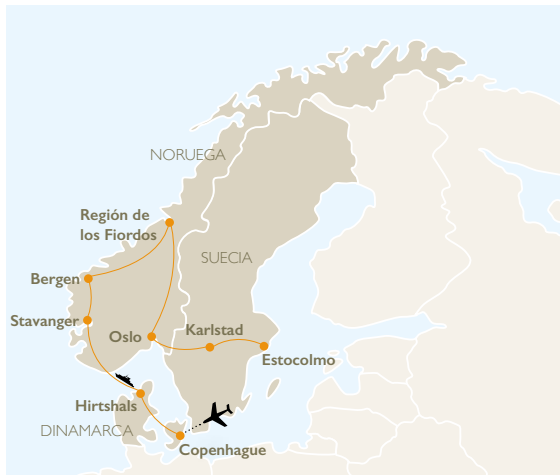 NORUEGA
Región de
los Fiordos
SUECIA
Bergen
Stavanger
Oslo
Karlstad
Estocolmo
Hirtshals
DINAMARCA
Copenhague